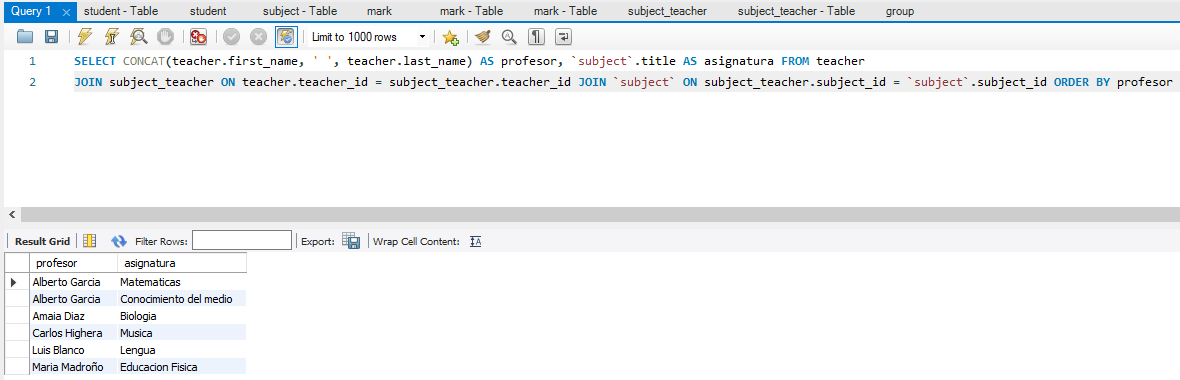 Query 1 student - Table student subject - Table mark mark - Table mark - Table subject_teacher subject_teacher - Table group
Limit to 1000 rows
1 SELECT CONCAT(teacher.first_name, ' ', teacher.last_name) AS profesor, `subject`.title AS asignatura FROM teacher
2 JOIN subject_teacher ON teacher.teacher_id = subject_teacher.teacher_id JOIN `subject` ON subject_teacher.subject_id = `subject`.subject_id ORDER BY profesor
Result Grid Filter Rows: Export: Wrap Cell Content:
profesor asignatura
Alberto Garcia Matematicas
Alberto Garcia Conocimiento del medio
Amaia Diaz Biologia
Carlos Highera Musica
Luis Blanco Lengua
Maria Madroño Educacion Fisica